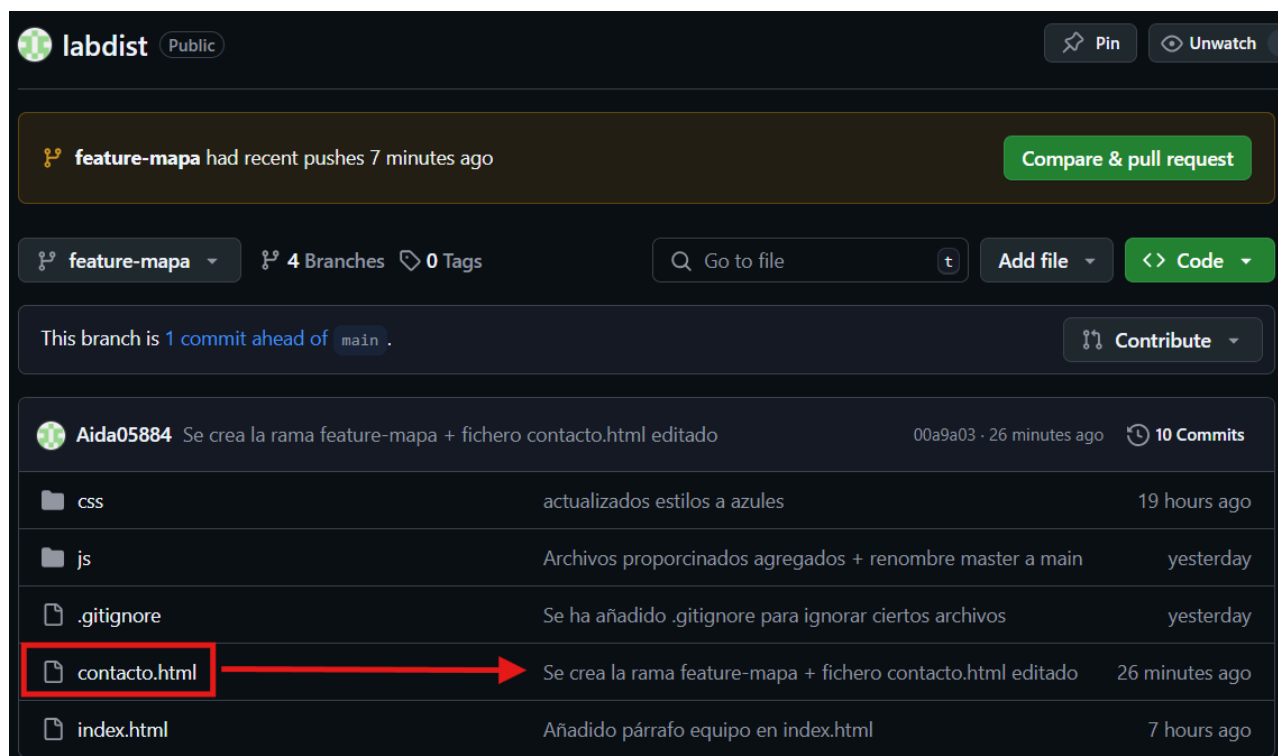 labdist Public Pin Unwatch
feature-mapa had recent pushes 7 minutes ago Compare & pull request
feature-mapa 4 Branches 0 Tags Go to file t Add file Code
This branch is 1 commit ahead of main . Contribute
Aida05884 Se crea la rama feature-mapa + fichero contacto.html editado 00a9a03 · 26 minutes ago 10 Commits
css actualizados estilos a azules 19 hours ago
js Archivos proporcinados agregados + renombre master a main yesterday
.gitignore Se ha añadido .gitignore para ignorar ciertos archivos yesterday
contacto.html Se crea la rama feature-mapa + fichero contacto.html editado 26 minutes ago
index.html Añadido párrafo equipo en index.html 7 hours ago